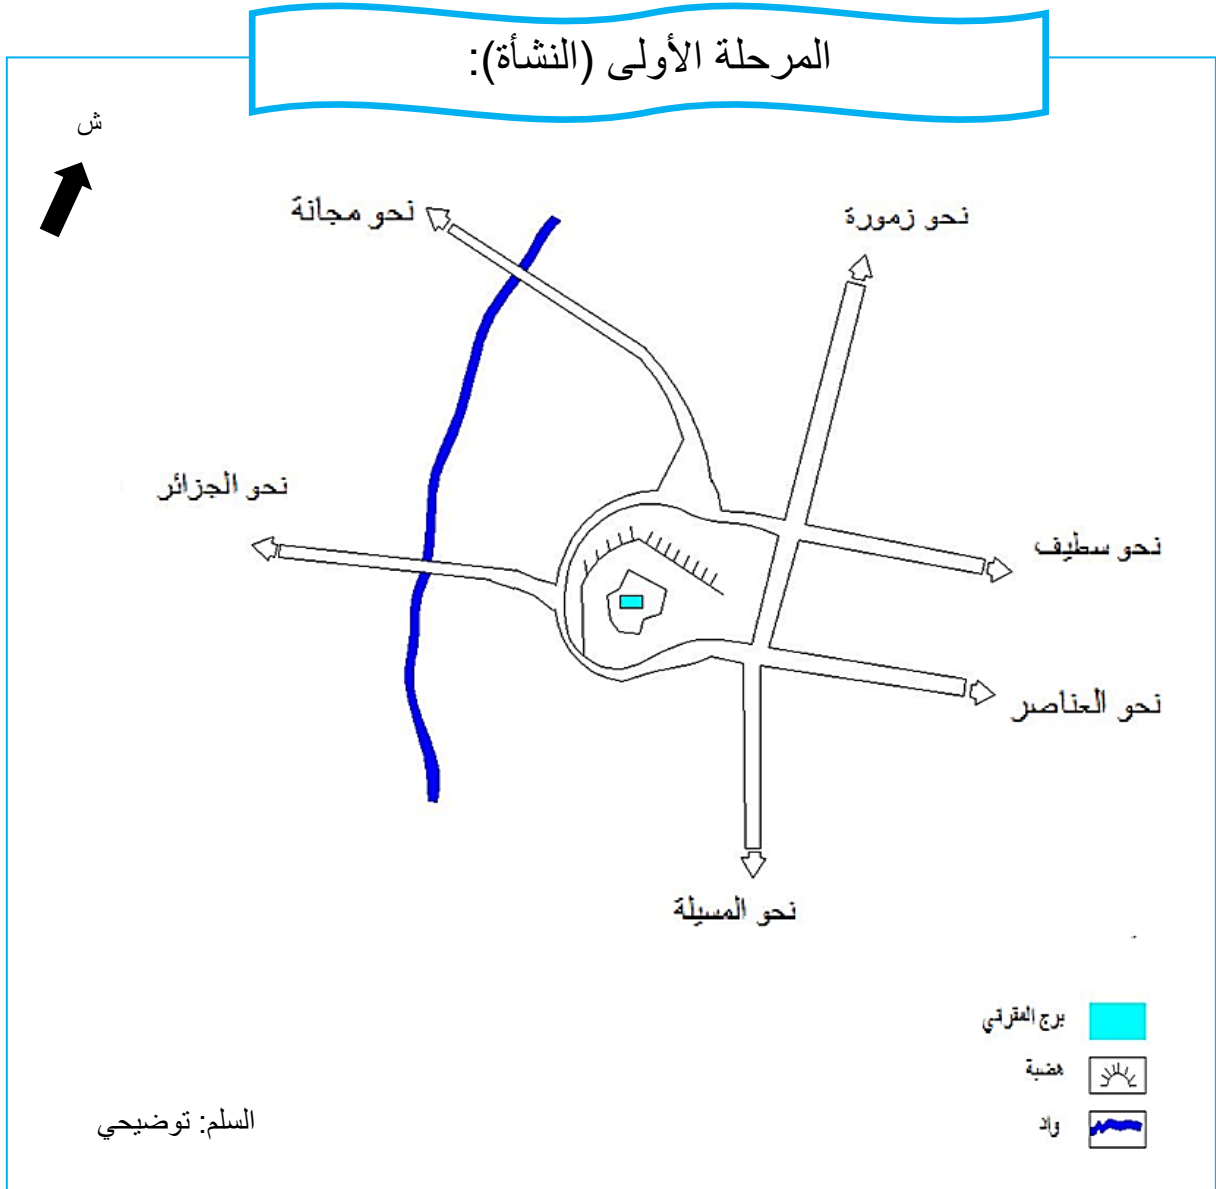 المرحلة الأولى (النشأة):
ش
نحو مجانة
نحو زمورة
نحو الجزائر
نحو سطيف
نحو العناصر
نحو المسيلة
برج المقراني
هضبة
واد
السلم: توضيحي